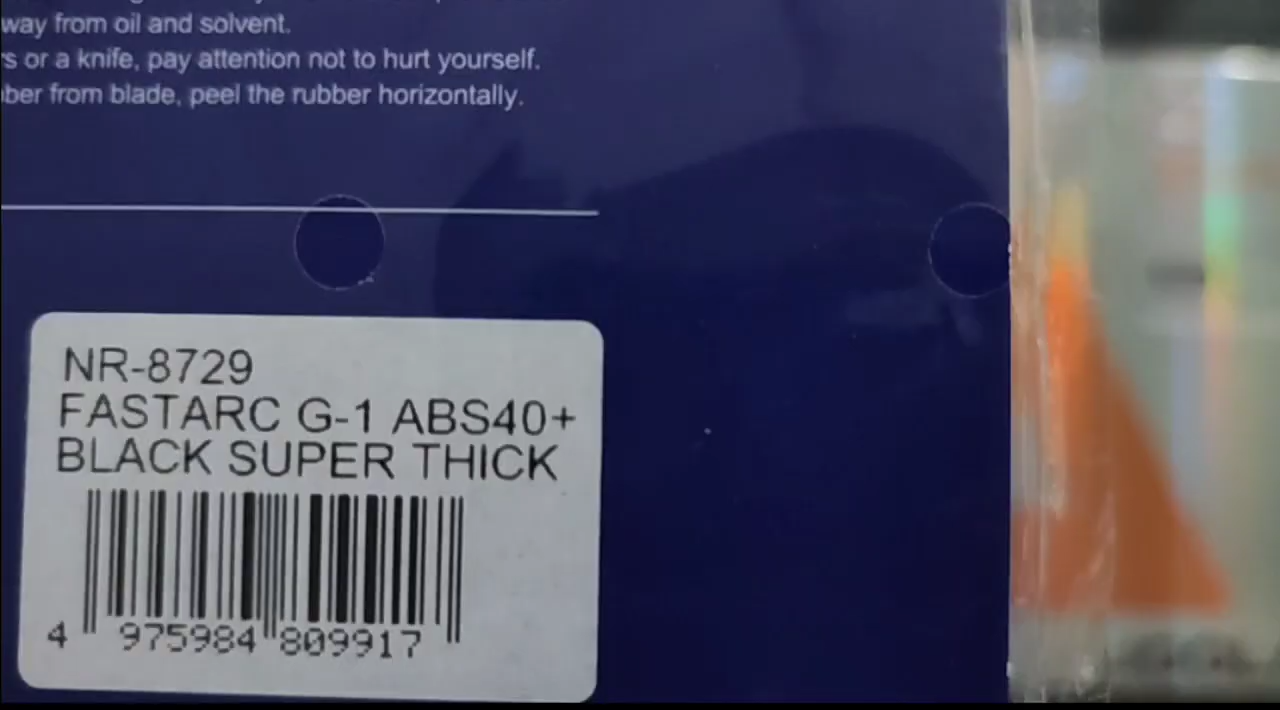 way from oil and solvent.
s or a knife, pay attention not to hurt yourself.
ber from blade, peel the rubber horizontally.
NR-8729
FASTARC G-1 ABS40+
BLACK SUPER THICK
4 975984 809917